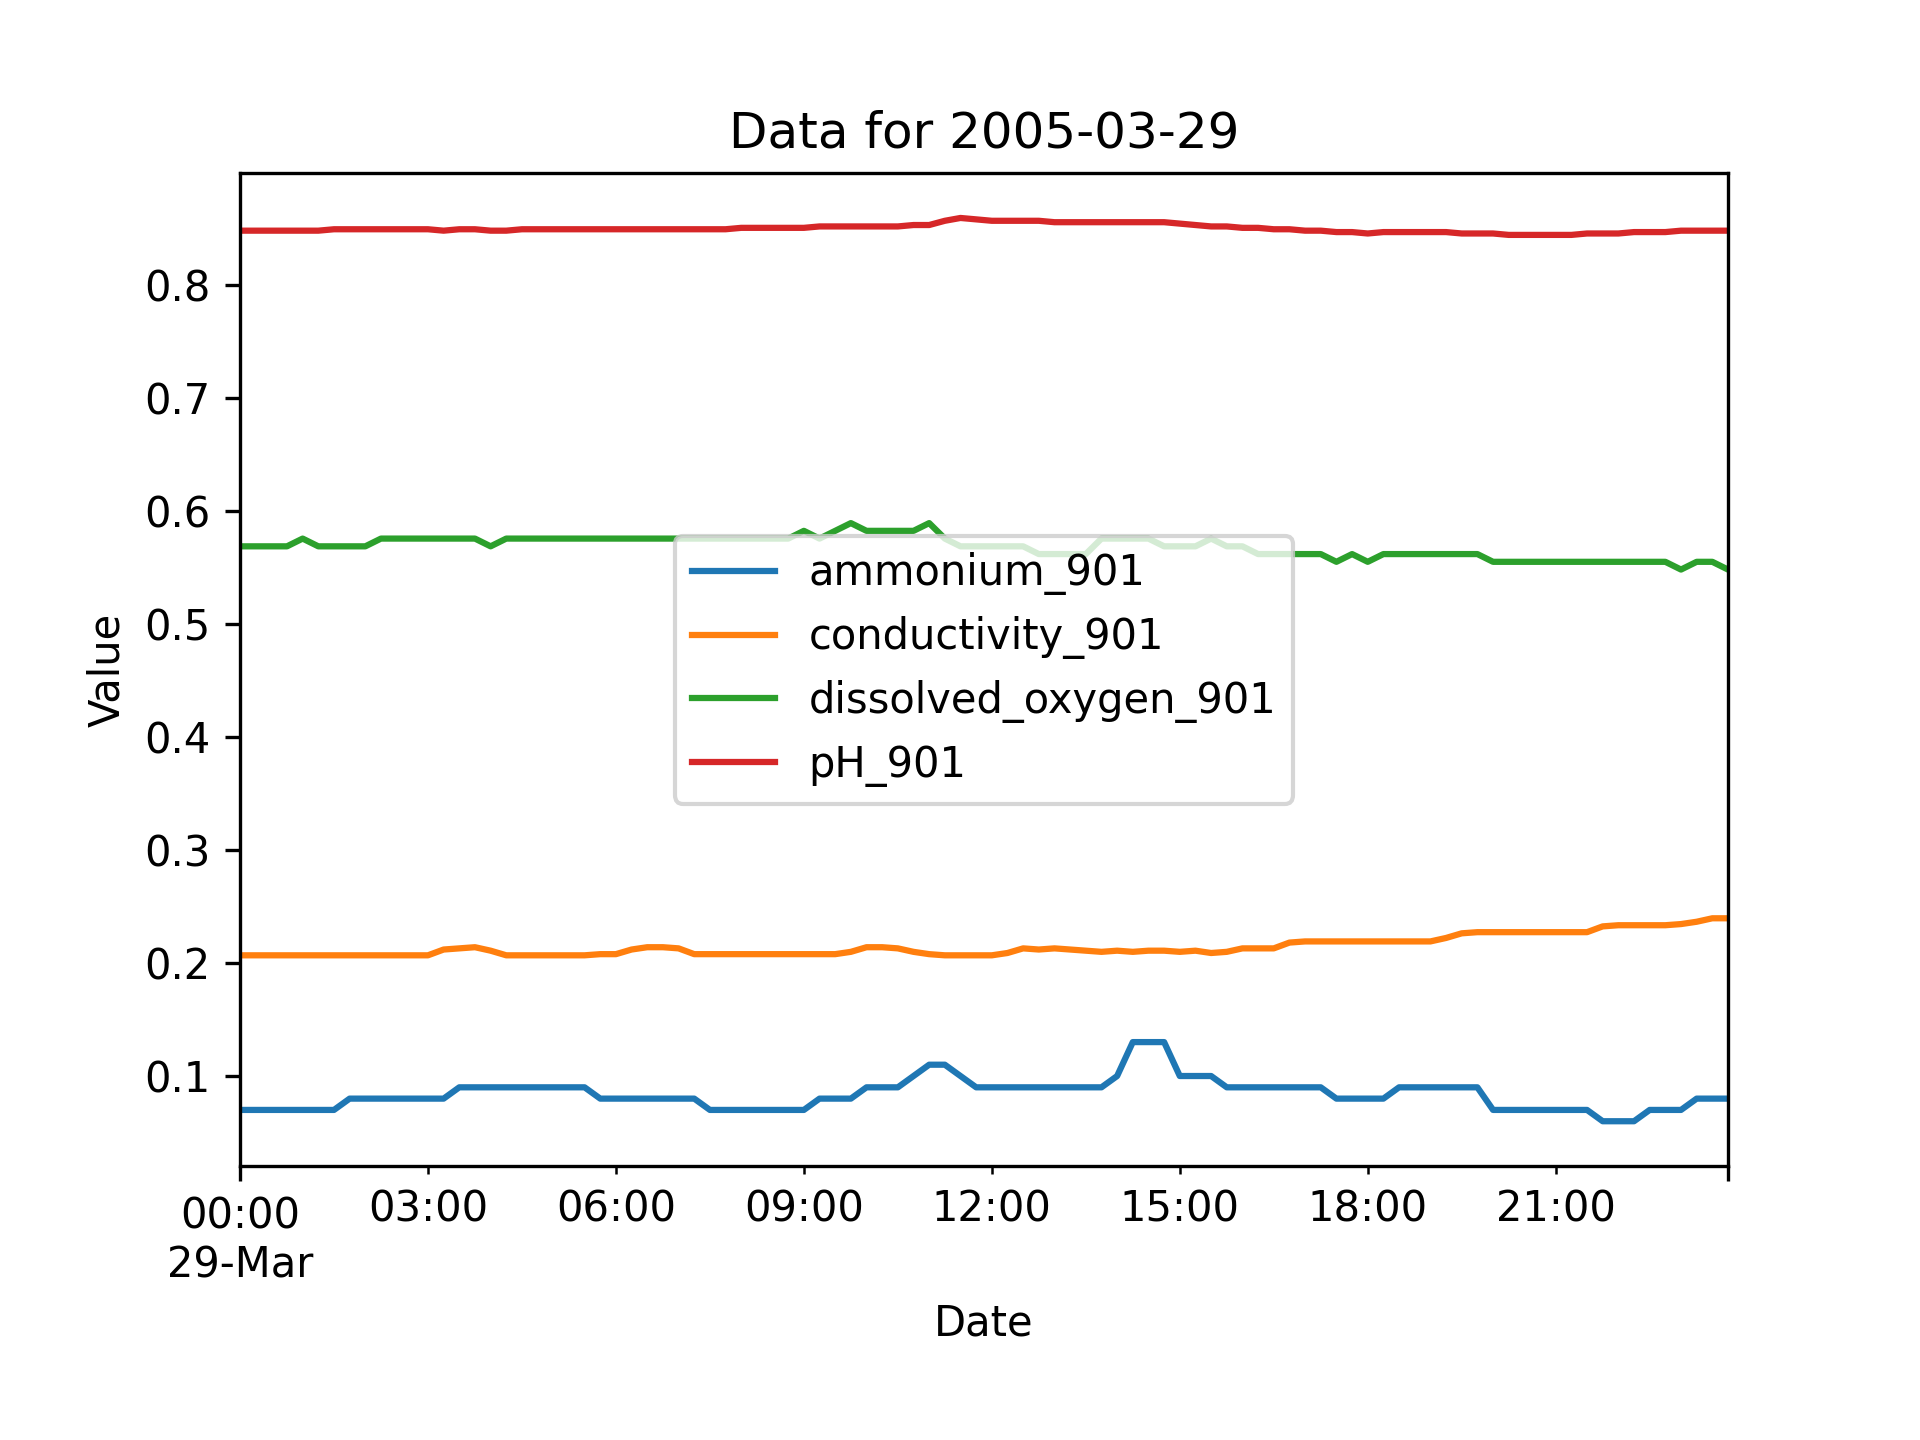 Data for 2005-03-29
Value
0.8
0.7
0.6
0.5
0.4
0.3
0.2
0.1
ammonium_901
conductivity_901
dissolved_oxygen_901
pH_901
00:00 03:00 06:00 09:00 12:00 15:00 18:00 21:00
29-Mar
Date